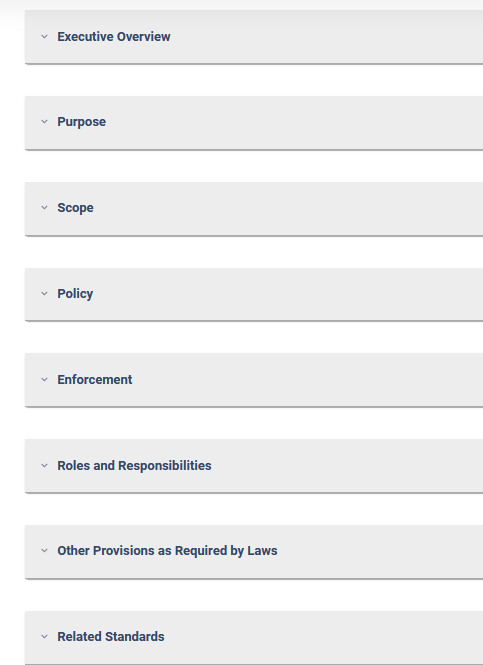 Executive Overview
Purpose
Scope
Policy
Enforcement
Roles and Responsibilities
Other Provisions as Required by Laws
Related Standards